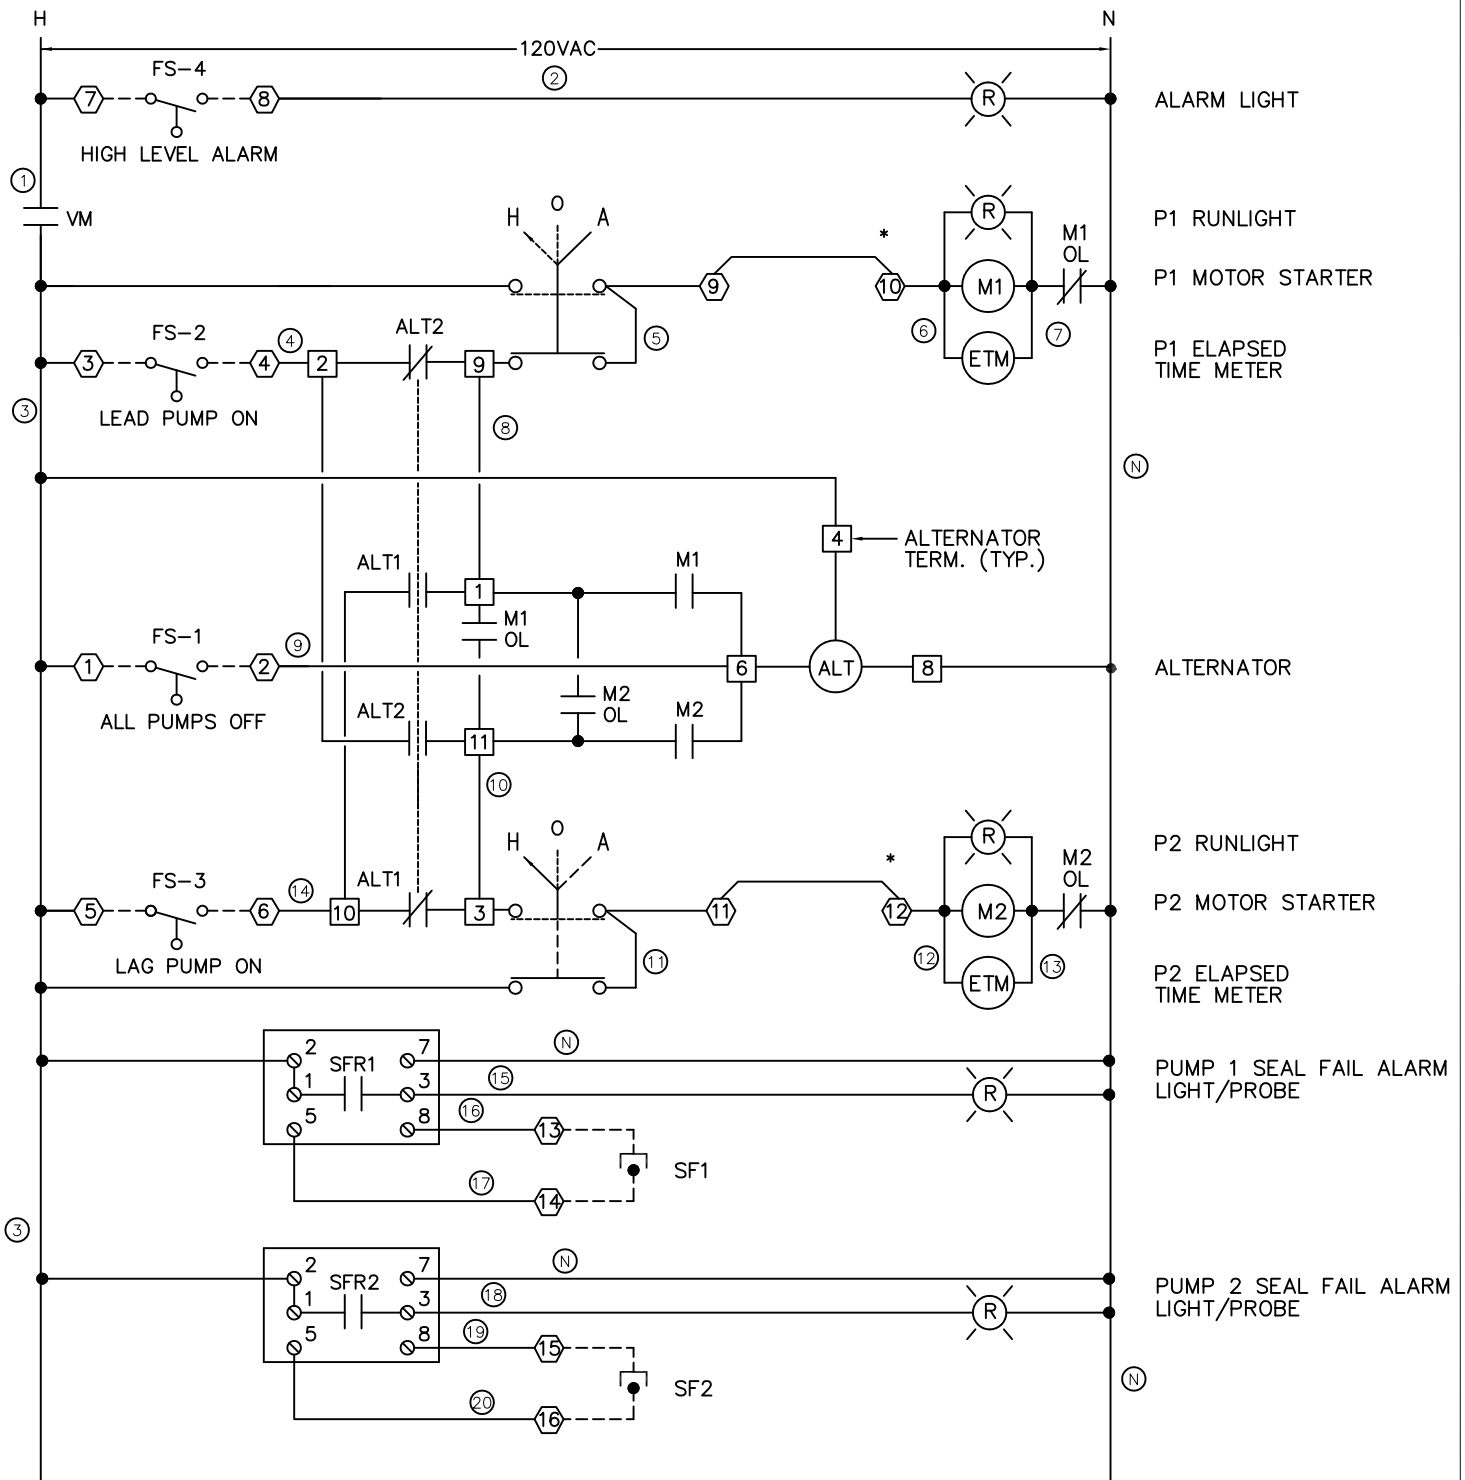 H
N
120VAC
FS-4
2
7
8
R
ALARM LIGHT
HIGH LEVEL ALARM
1
VM
H
O
A
*
R
M1
OL
P1 RUNLIGHT
9
10
M1
P1 MOTOR STARTER
FS-2
4
ALT2
5
6
7
3
4
2
9
ETM
P1 ELAPSED
TIME METER
LEAD PUMP ON
3
8
N
4
ALTERNATOR
TERM. (TYP.)
ALT1
1
M1
M1
OL
FS-1
9
1
2
6
ALT
8
ALTERNATOR
ALL PUMPS OFF
ALT2
M2
OL
M2
11
10
H
O
A
*
R
M2
OL
P2 RUNLIGHT
FS-3
14
ALT1
5
6
10
3
11
12
M2
P2 MOTOR STARTER
LAG PUMP ON
11
12
13
ETM
P2 ELAPSED
TIME METER
N
2
7
SFR1
15
1
3
R
PUMP 1 SEAL FAIL ALARM
LIGHT/PROBE
16
5
8
13
SF1
17
14
3
N
2
7
SFR2
18
1
3
R
PUMP 2 SEAL FAIL ALARM
LIGHT/PROBE
19
5
8
15
SF2
N
20
16